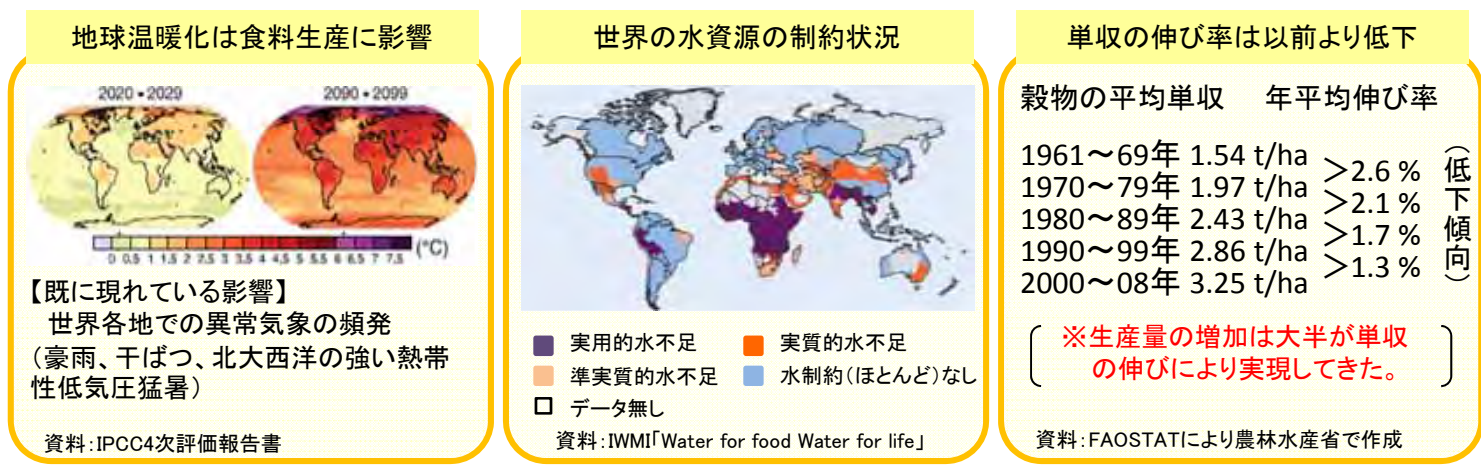 地球温暖化は食料生産に影響
2020 • 2029
2090 • 2099
0 0.5 1 1.5 2 2.5 3 3.5 4 4.5 5 5.5 6 6.5 7 7.5
(°C)
【既に現れている影響】
世界各地での異常気象の頻発
（豪雨、干ばつ、北大西洋の強い熱帯
性低気圧猛暑）
資料：IPCC4次評価報告書
世界の水資源の制約状況
実用的水不足
実質的水不足
準実質的水不足
水制約（ほとんど）なし
データ無し
資料：IWMI「Water for food Water for life」
単収の伸び率は以前より低下
穀物の平均単収 年平均伸び率
1961～69年 1.54 t/ha
1970～79年 1.97 t/ha
1980～89年 2.43 t/ha
1990～99年 2.86 t/ha
2000～08年 3.25 t/ha
＞2.6 %
＞2.1 %
＞1.7 %
＞1.3 %
（低下傾向）
※生産量の増加は大半が単収
の伸びにより実現してきた。
資料：FAOSTATにより農林水産省で作成